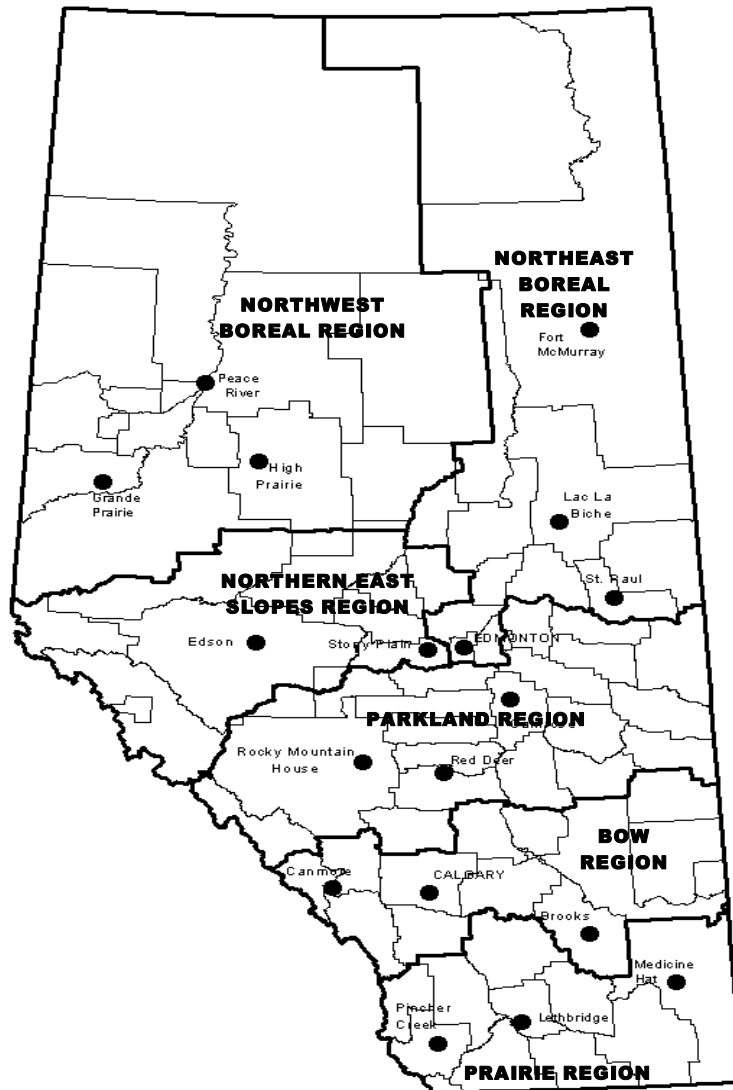 NORTHEAST
BOREAL
REGION
NORTHWEST
BOREAL REGION
Fort
McMurray
Peace
River
High
Prairie
Grande
Prairie
Lac La
Biche
St. Paul
NORTHERN EAST
SLOPES REGION
Edson
Stony Plain
EDMONTON
PARKLAND REGION
Rocky Mountain
House
Red Deer
BOW
REGION
Canmore
CALGARY
Brooks
Medicine
Hat
Pincher
Creek
Lethbridge
PRAIRIE REGION